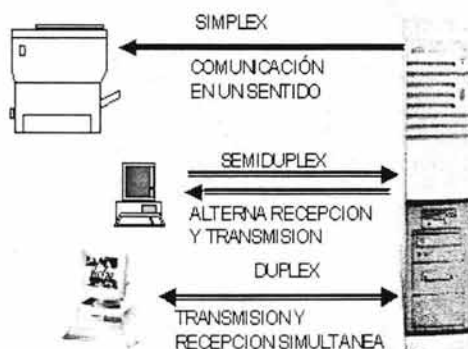 SIMPLEX
COMUNICACIÓN
EN UN SENTIDO
SEMIDUPLEX
ALTERNA RECEPCION
Y TRANSMISION
DUPLEX
TRANSMISION Y
RECEPCION SIMULTANEA